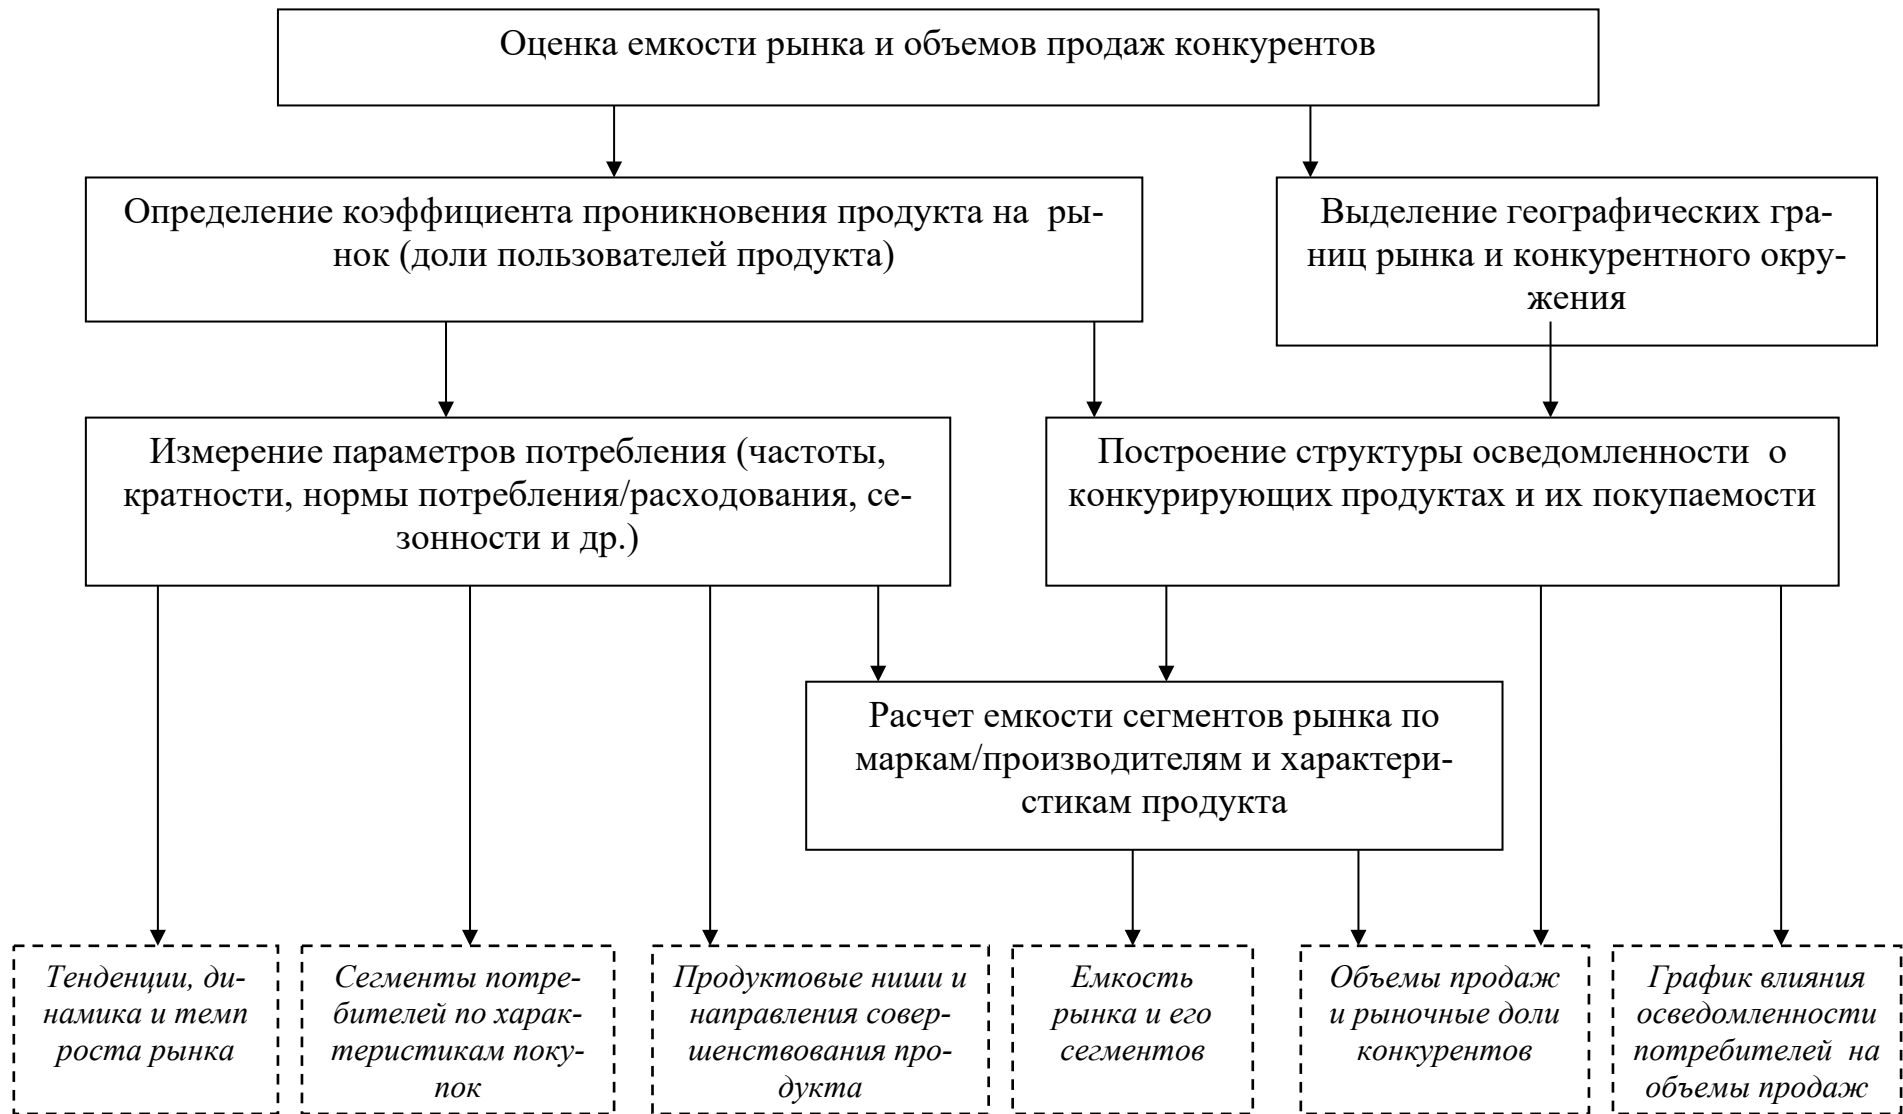 Оценка емкости рынка и объемов продаж конкурентов
Определение коэффициента проникновения продукта на  ры-
нок (доли пользователей продукта)
Выделение географических гра-
ниц рынка и конкурентного окру-
жения
Измерение параметров потребления (частоты,
кратности, нормы потребления/расходования, се-
зонности и др.)
Построение структуры осведомленности  о
конкурирующих продуктах и их покупаемости
Расчет емкости сегментов рынка по
маркам/производителям и характери-
стикам продукта
Тенденции, ди-
намика и темп
роста рынка
Сегменты потре-
бителей по харак-
теристикам поку-
пок
Продуктовые ниши и
направления совер-
шенствования про-
дукта
Емкость
рынка и его
сегментов
Объемы продаж
и рыночные доли
конкурентов
График влияния
осведомленности
потребителей  на
объемы продаж